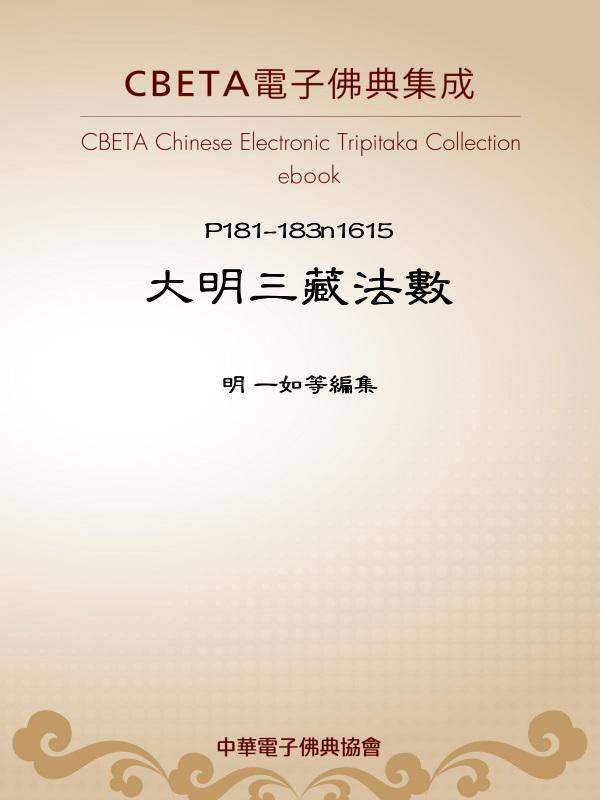 CBETA電子佛典集成
CBETA Chinese Electronic Tripitaka Collection
ebook
P181-183n1615
大明三藏法數
明 一如等編集
中華電子佛典協會